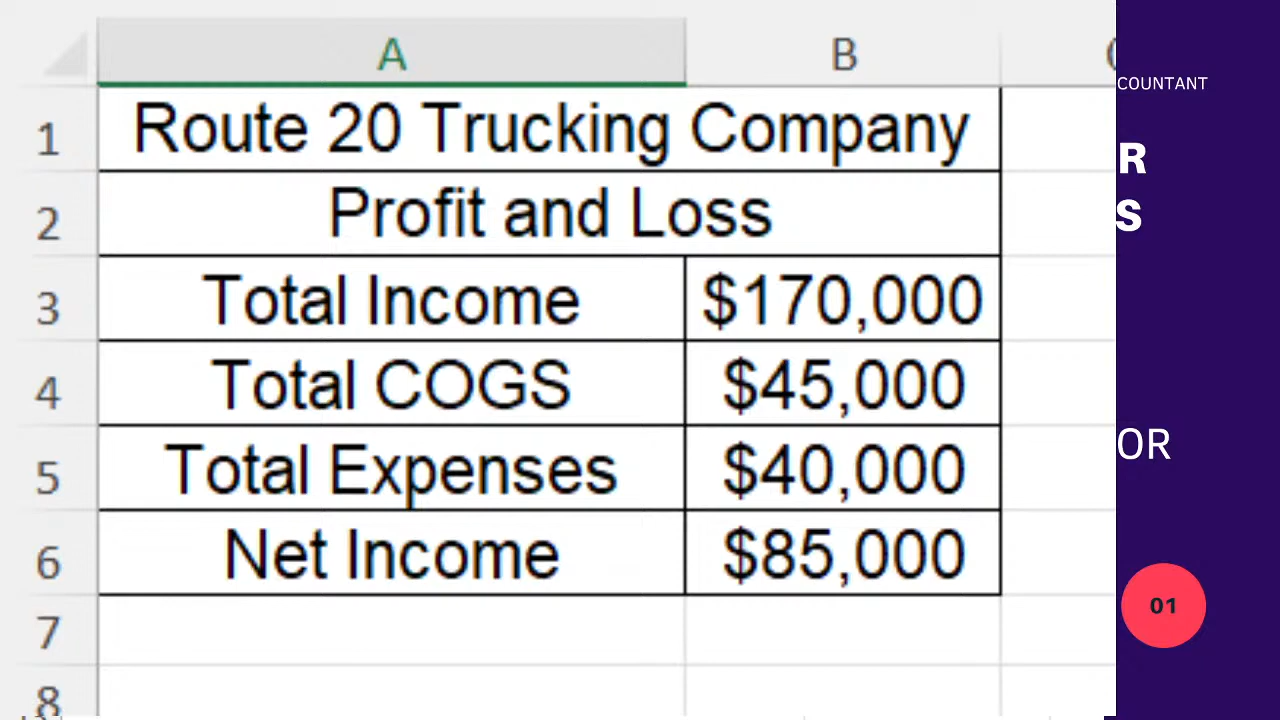 A B
1 Route 20 Trucking Company
2 Profit and Loss
3 Total Income $170,000
4 Total COGS $45,000
5 Total Expenses $40,000
6 Net Income $85,000
7
8
COUNTANT
R
S
OR
01